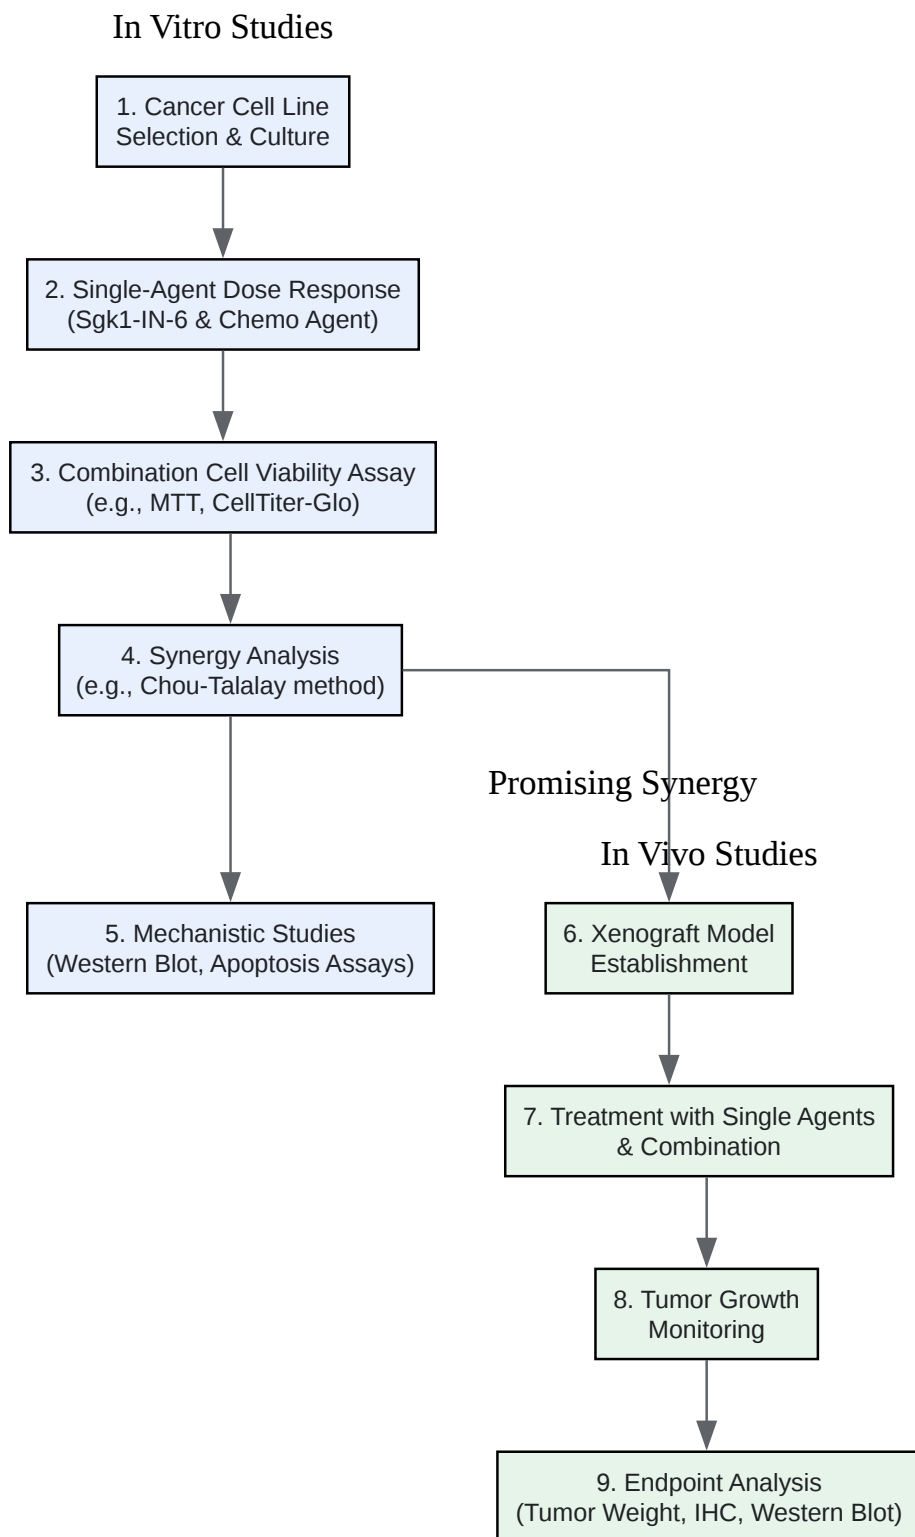 In Vitro Studies
1. Cancer Cell Line
Selection & Culture
2. Single-Agent Dose Response
(Sgk1-IN-6 & Chemo Agent)
3. Combination Cell Viability Assay
(e.g., MTT, CellTiter-Glo)
4. Synergy Analysis
(e.g., Chou-Talalay method)
Promising Synergy
In Vivo Studies
5. Mechanistic Studies
(Western Blot, Apoptosis Assays)
6. Xenograft Model
Establishment
7. Treatment with Single Agents
& Combination
8. Tumor Growth
Monitoring
9. Endpoint Analysis
(Tumor Weight, IHC, Western Blot)